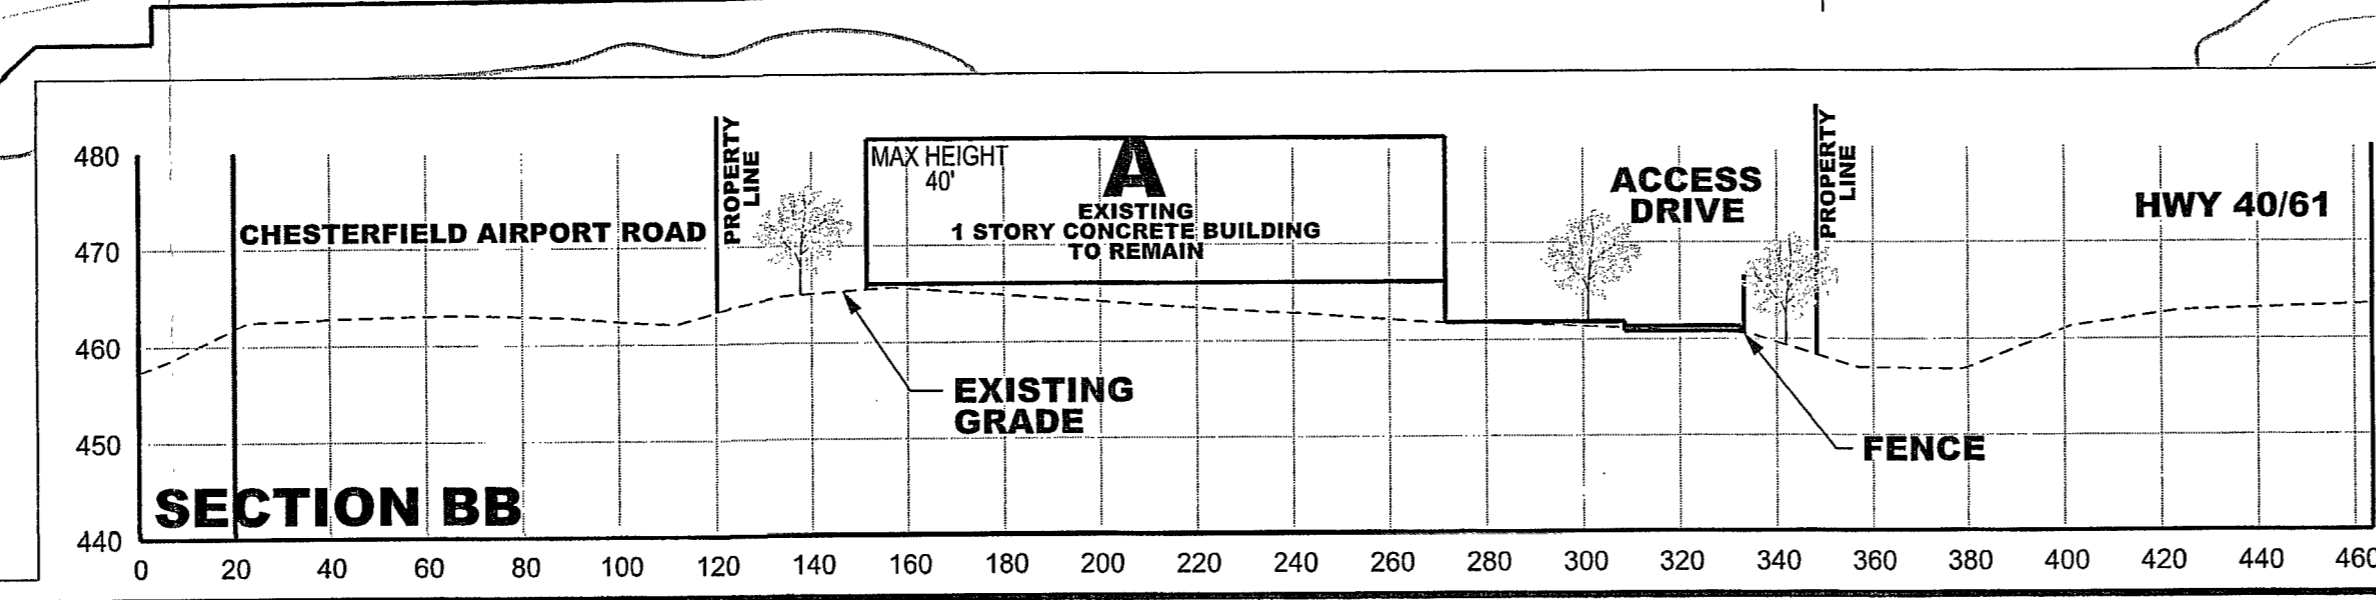 PROPERTY
LINE
PROPERTY
LINE
480
MAX HEIGHT
40'
A
ACCESS
DRIVE
EXISTING
1 STORY CONCRETE BUILDING
TO REMAIN
CHESTERFIELD AIRPORT ROAD
HWY 40/61
470
460
EXISTING
GRADE
450
FENCE
SECTION BB
440
0 20 40 60 80 100 120 140 160 180 200 220 240 260 280 300 320 340 360 380 400 420 440 460